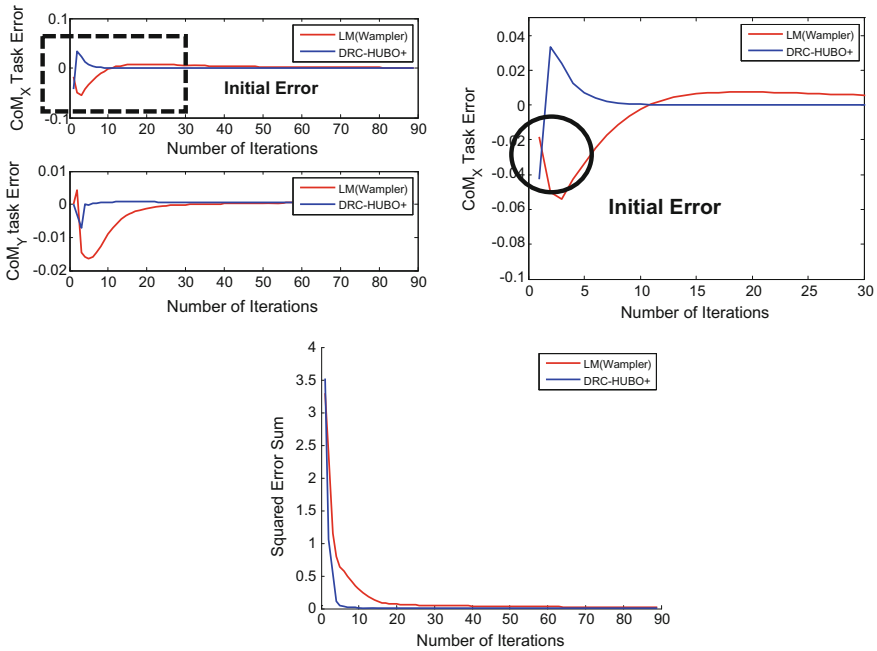 CoM_X Task Error
0.1
0
-0.1
0 10 20 30 40 50 60 70 80 90
Number of Iterations
LM(Wampler)
DRC-HUBO+
Initial Error
CoM_Y task Error
0.01
0
-0.01
-0.02
0 10 20 30 40 50 60 70 80 90
Number of Iterations
LM(Wampler)
DRC-HUBO+
CoM_X Task Error
0.04
0.02
0
-0.02
-0.04
-0.06
-0.08
-0.1
0 5 10 15 20 25 30
Number of Iterations
LM(Wampler)
DRC-HUBO+
Initial Error
Squared Error Sum
4
3.5
3
2.5
2
1.5
1
0.5
0
0 10 20 30 40 50 60 70 80 90
Number of Iterations
LM(Wampler)
DRC-HUBO+